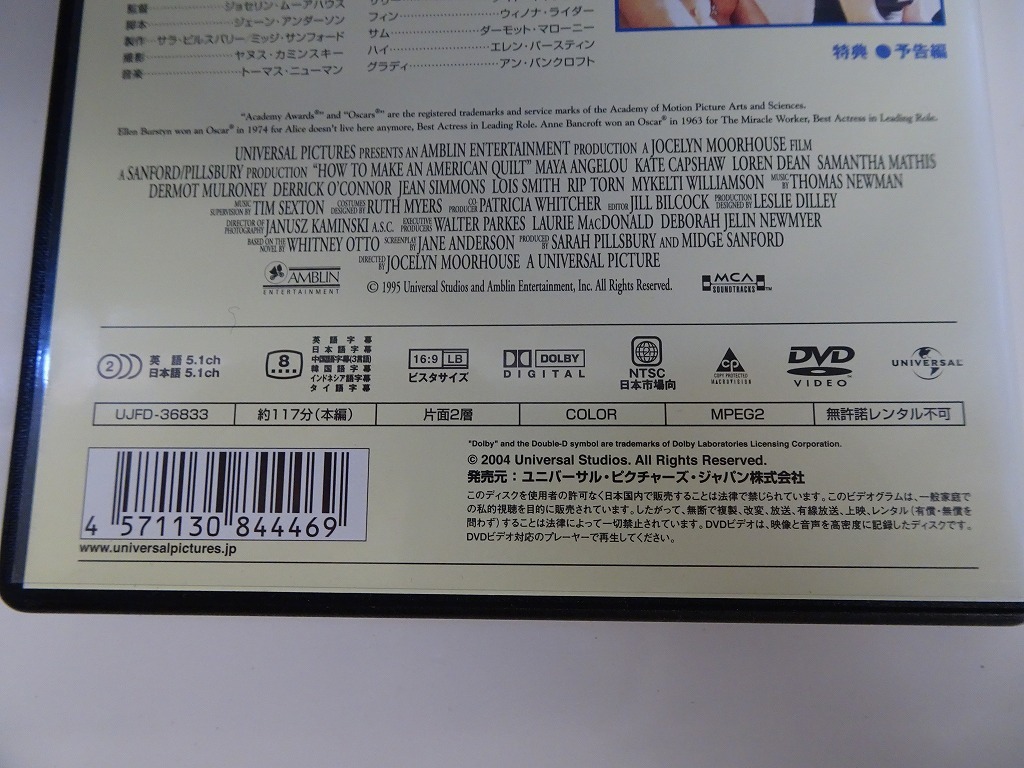 監督……………ジョセリン・ムーアハウス
脚本……………ジェーン・アンダーソン
製作…サラ・ピルズバリー／ミッジ・サンフォード
撮影……………ヤヌス・カミンスキー
音楽……………トーマス・ニューマン
フィン……………ウィノナ・ライダー
サム……………ダーモット・マローニー
ハイ……………エレン・バースティン
グラディ……………アン・バンクロフト
特典 ●予告編
"Academy Awards®" and "Oscars®" are the registered trademarks and service marks of the Academy of Motion Picture Arts and Sciences.
Ellen Burstyn won an Oscar® in 1974 for Alice doesn't live here anymore, Best Actress in Leading Role. Anne Bancroft won an Oscar® in 1963 for The Miracle Worker, Best Actress in Leading Role.
UNIVERSAL PICTURES PRESENTS AN AMBLIN ENTERTAINMENT PRODUCTION A JOCELYN MOORHOUSE FILM
A SANFORD/PILLSBURY PRODUCTION "HOW TO MAKE AN AMERICAN QUILT" MAYA ANGELOU KATE CAPSHAW LOREN DEAN SAMANTHA MATHIS
DERMOT MULRONEY DERRICK O'CONNOR JEAN SIMMONS LOIS SMITH RIP TORN MYKELTI WILLIAMSON MUSIC BY THOMAS NEWMAN
MUSIC SUPERVISION BY TIM SEXTON COSTUMES DESIGNED BY RUTH MYERS CO PRODUCER PATRICIA WHITCHER EDITOR JILL BILCOCK PRODUCTION DESIGNED BY LESLIE DILLEY
DIRECTOR OF PHOTOGRAPHY JANUSZ KAMINSKI A.S.C. EXECUTIVE PRODUCERS WALTER PARKES LAURIE MACDONALD DEBORAH JELIN NEWMYER
BASED ON THE NOVEL BY WHITNEY OTTO SCREENPLAY BY JANE ANDERSON PRODUCED BY SARAH PILLSBURY AND MIDGE SANFORD
DIRECTED BY JOCELYN MOORHOUSE A UNIVERSAL PICTURE
AMBLIN
ENTERTAINMENT
© 1995 Universal Studios and Amblin Entertainment, Inc. All Rights Reserved.
MCA
SOUNDTRACKS™
2
英語 5.1ch
日本語 5.1ch
8
英語字幕
日本語字幕
中国語字幕(3言語)
韓国語字幕
インドネシア語字幕
タイ語字幕
16:9 LB
ビスタサイズ
DOLBY
DIGITAL
2
NTSC
日本市場向
CP
COPY PROTECTED
MACROVISION
DVD
VIDEO™
UNIVERSAL
UJFD-36833
約117分(本編)
片面2層
COLOR
MPEG2
無許諾レンタル不可
4 571130 844469
www.universalpictures.jp
"Dolby" and the Double-D symbol are trademarks of Dolby Laboratories Licensing Corporation.
© 2004 Universal Studios. All Rights Reserved.
発売元：ユニバーサル・ピクチャーズ・ジャパン株式会社
このディスクを使用者の許可なく日本国内で販売することは法律で禁じられています。このビデオグラムは、一般家庭で
の私的視聴を目的に販売されています。したがって、無断で複製、改変、放送、有線放送、上映、レンタル(有償・無償を
問わず)することは法律によって一切禁止されています。DVDビデオは、映像と音声を高密度に記録したディスクです。
DVDビデオ対応のプレーヤーで再生してください。